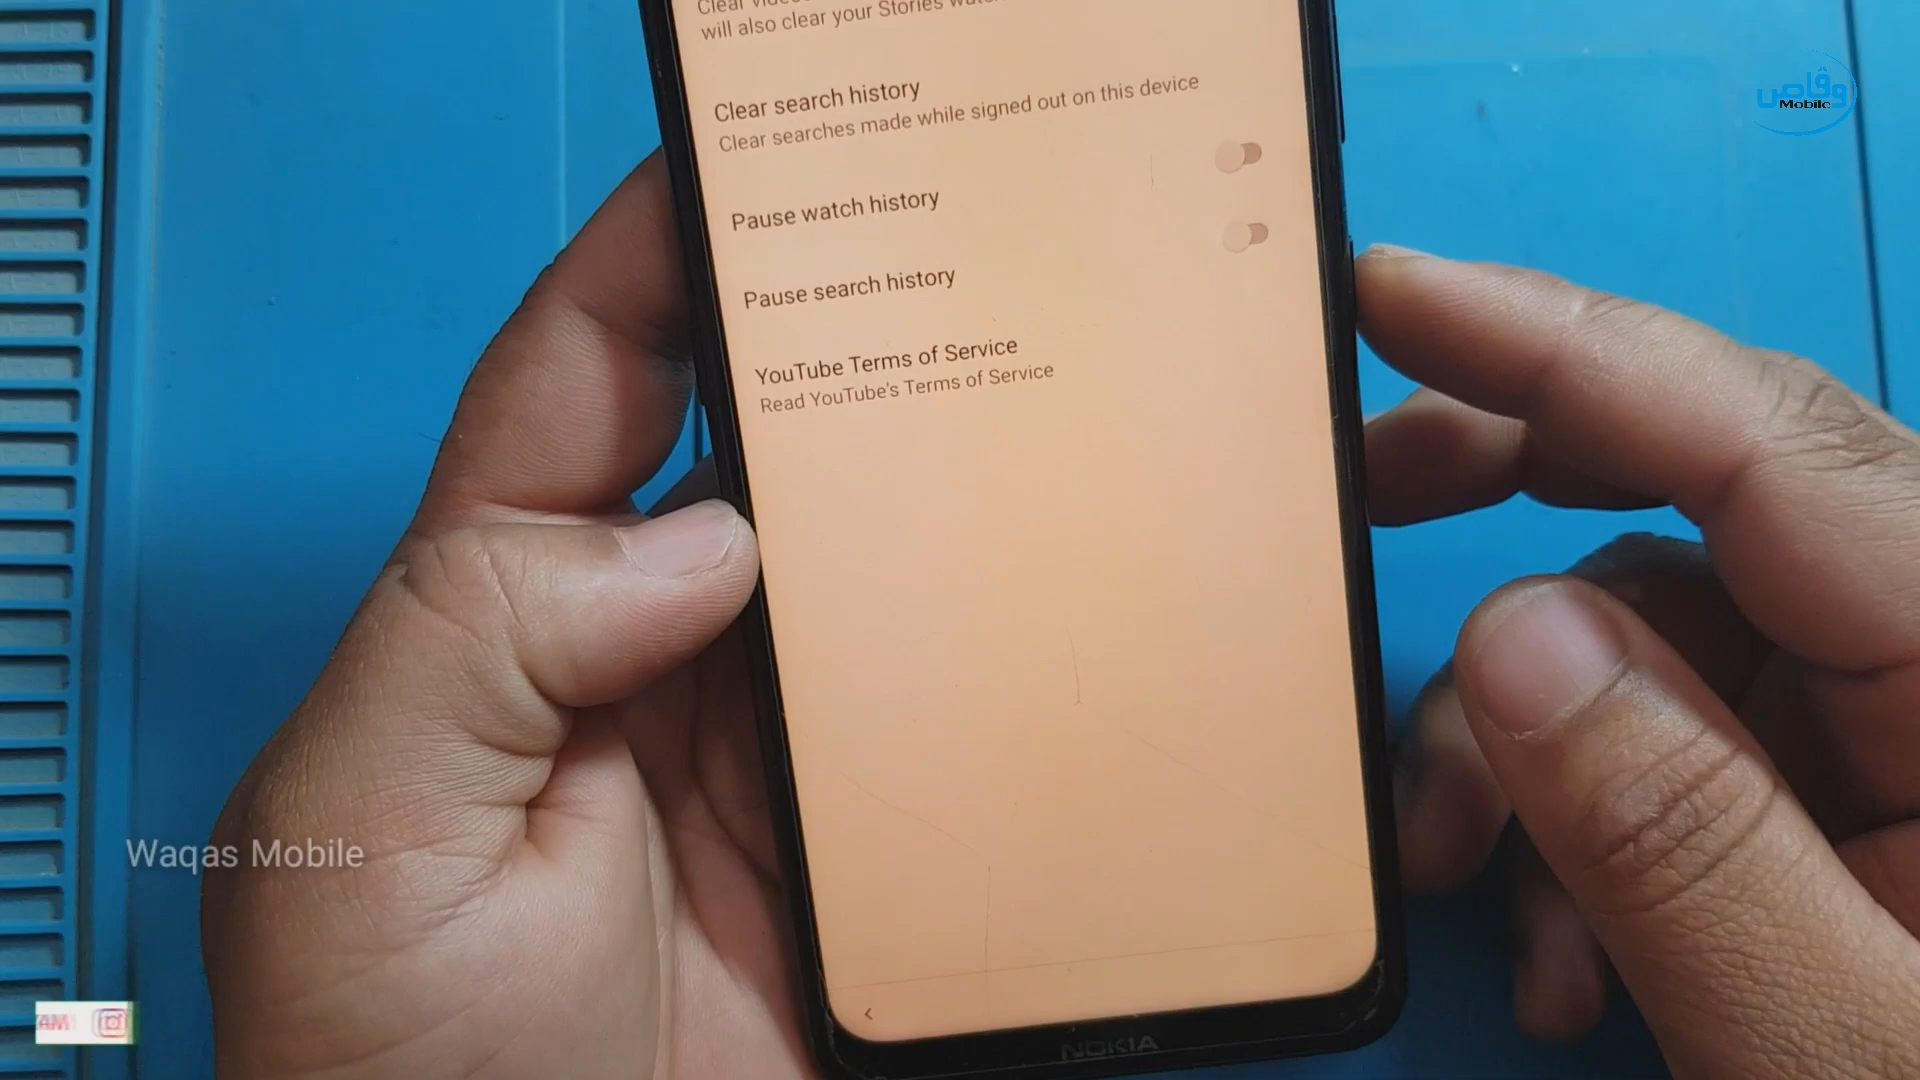 will also clear your Stories
Clear search history
Clear searches made while signed out on this device
Pause watch history
Pause search history
YouTube Terms of Service
Read YouTube's Terms of Service
NOKIA
وقاص
Mobile
Waqas Mobile